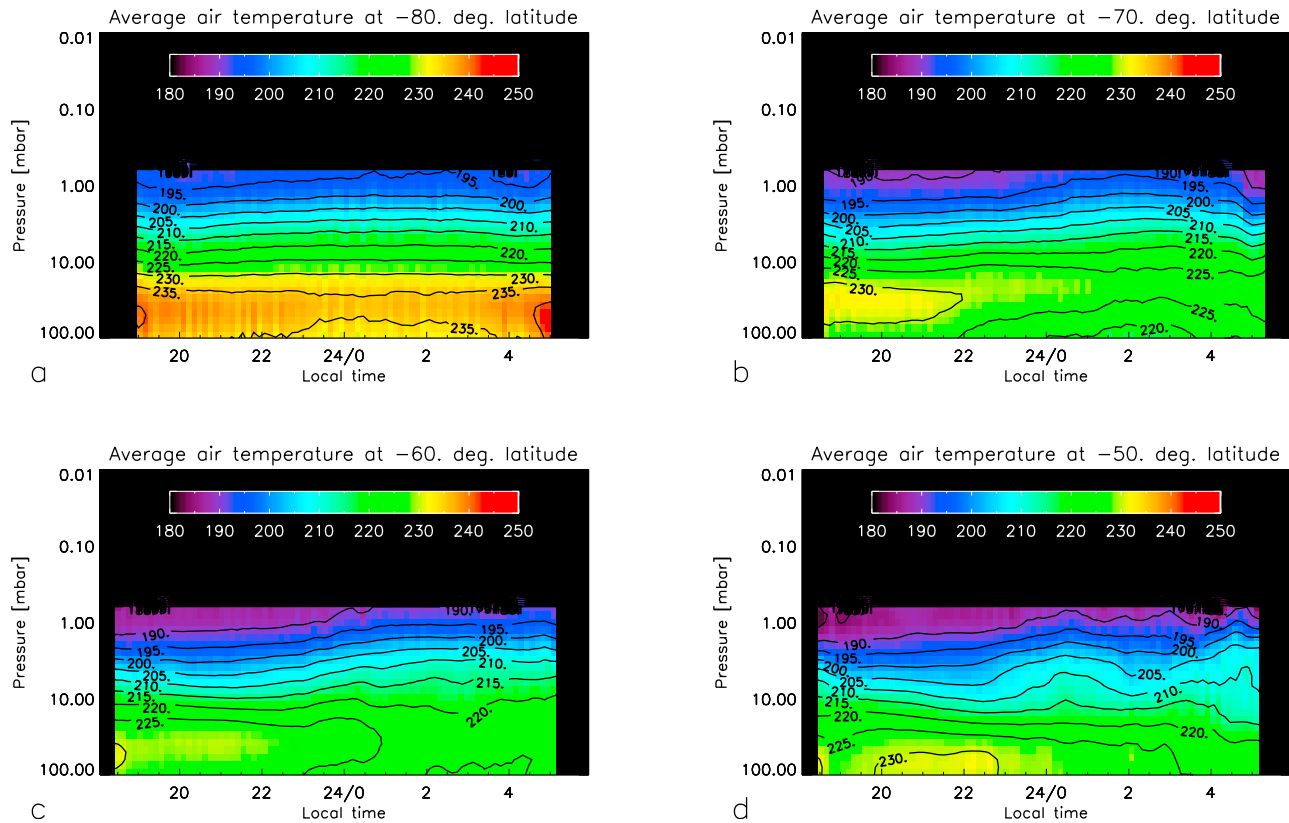 Average air temperature at −80. deg. latitude
0.01
0.10
1.00
10.00
100.00
Pressure [mbar]
180 190 200 210 220 230 240 250
195. 195.
200. 200.
205.
210. 210.
215.
220. 220.
225.
230. 230.
235. 235.
235.
20 22 24/0 2 4
Local time
a
Average air temperature at −70. deg. latitude
0.01
0.10
1.00
10.00
100.00
Pressure [mbar]
180 190 200 210 220 230 240 250
190. 190.
195. 195.
200. 200.
205. 205.
210. 210.
215. 215.
220. 220.
225. 225.
230. 225.
220.
20 22 24/0 2 4
Local time
b
Average air temperature at −60. deg. latitude
0.01
0.10
1.00
10.00
100.00
Pressure [mbar]
180 190 200 210 220 230 240 250
190. 190.
195. 195.
200. 200.
205. 205.
210. 210.
215. 215.
220. 220.
225.
20 22 24/0 2 4
Local time
c
Average air temperature at −50. deg. latitude
0.01
0.10
1.00
10.00
100.00
Pressure [mbar]
180 190 200 210 220 230 240 250
190. 190
195. 195.
200. 200.
205. 205.
210. 210.
215.
220. 220.
225. 225.
230.
20 22 24/0 2 4
Local time
d